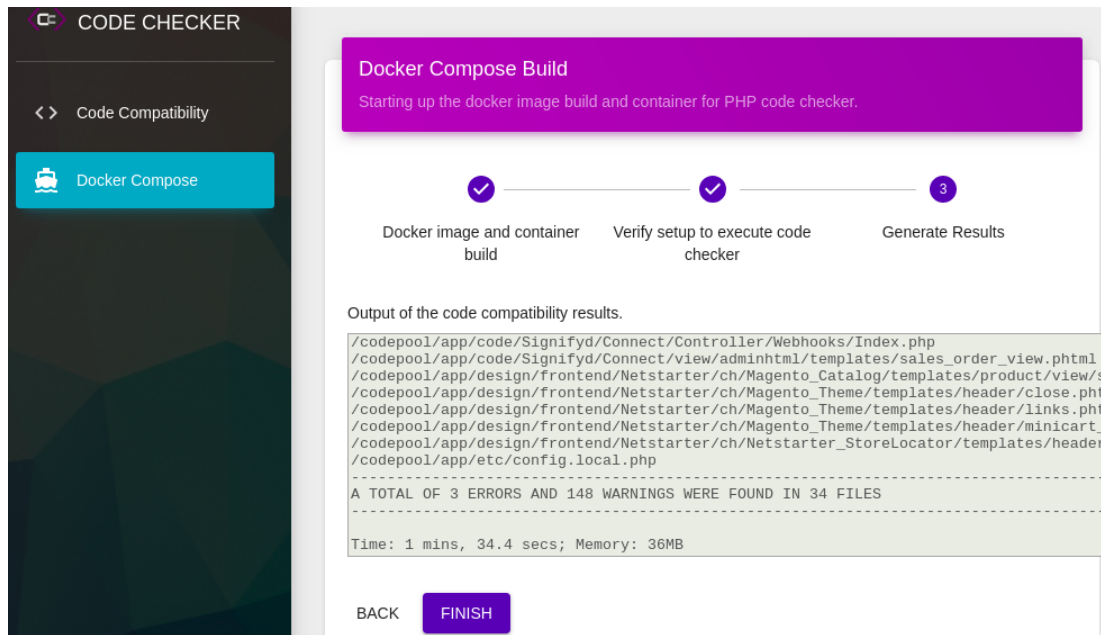 CODE CHECKER
Code Compatibility
Docker Compose
Docker Compose Build
Starting up the docker image build and container for PHP code checker.
3
Docker image and container
build
Verify setup to execute code
checker
Generate Results
Output of the code compatibility results.
/codepool/app/code/Signifyd/Connect/Controller/Webhooks/Index.php
/codepool/app/code/Signifyd/Connect/view/adminhtml/templates/sales_order_view.phtml
/codepool/app/design/frontend/Netstarter/ch/Magento_Catalog/templates/product/view/s
/codepool/app/design/frontend/Netstarter/ch/Magento_Theme/templates/header/close.pht
/codepool/app/design/frontend/Netstarter/ch/Magento_Theme/templates/header/links.pht
/codepool/app/design/frontend/Netstarter/ch/Magento_Theme/templates/header/minicart_
/codepool/app/design/frontend/Netstarter/ch/Netstarter_StoreLocator/templates/header
/codepool/app/etc/config.local.php
------------------------------------------------------------------------------------
A TOTAL OF 3 ERRORS AND 148 WARNINGS WERE FOUND IN 34 FILES
------------------------------------------------------------------------------------
Time: 1 mins, 34.4 secs; Memory: 36MB
BACK
FINISH